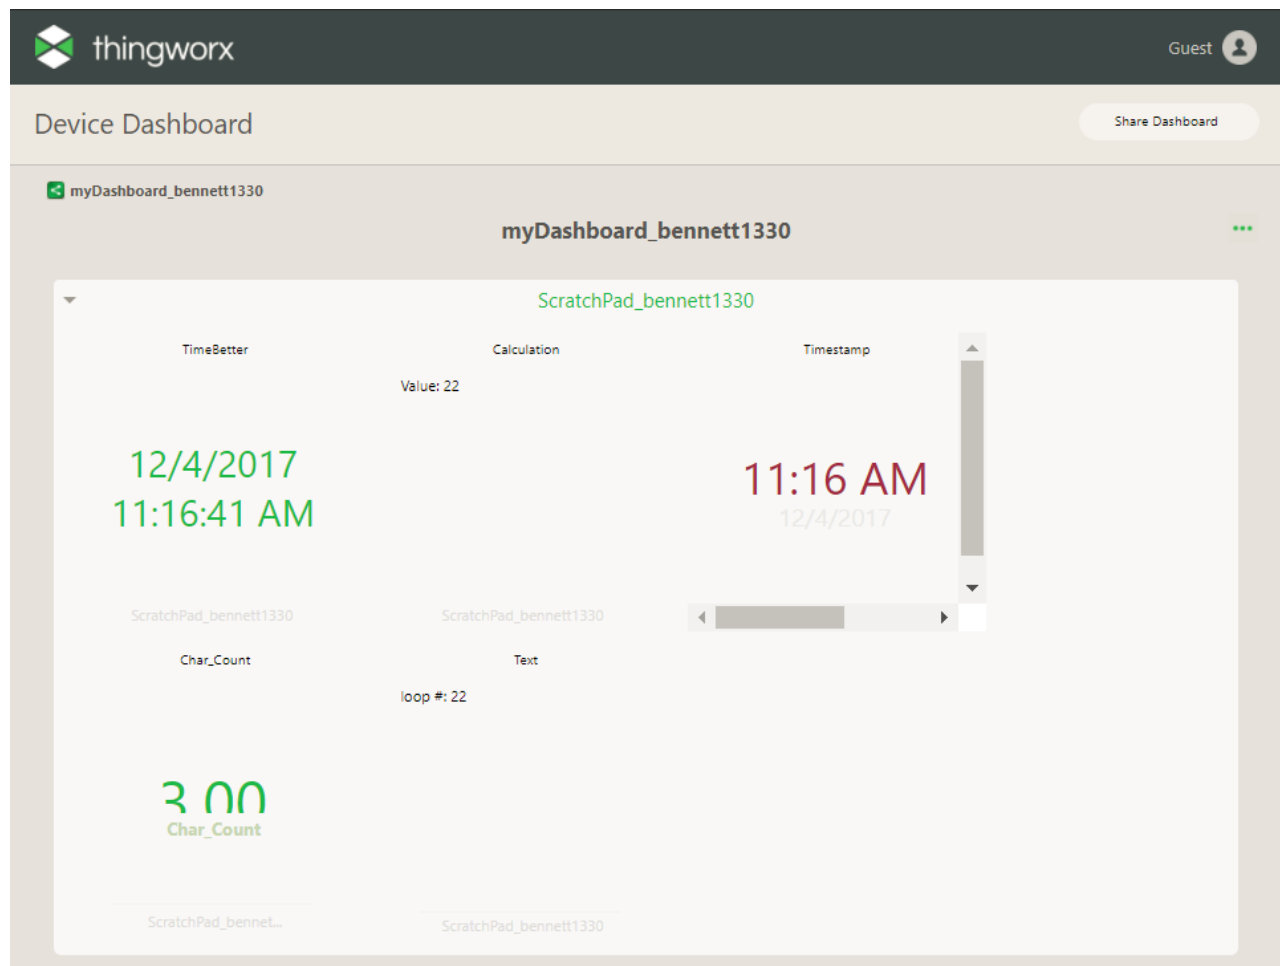 thingworx
Guest
Device Dashboard
Share Dashboard
myDashboard_bennett1330
myDashboard_bennett1330
ScratchPad_bennett1330
TimeBetter
Calculation
Timestamp
Value: 22
12/4/2017
11:16:41 AM
11:16 AM
12/4/2017
ScratchPad_bennett1330
ScratchPad_bennett1330
Char_Count
Text
loop #: 22
3.00
Char_Count
ScratchPad_bennet...
ScratchPad_bennett1330